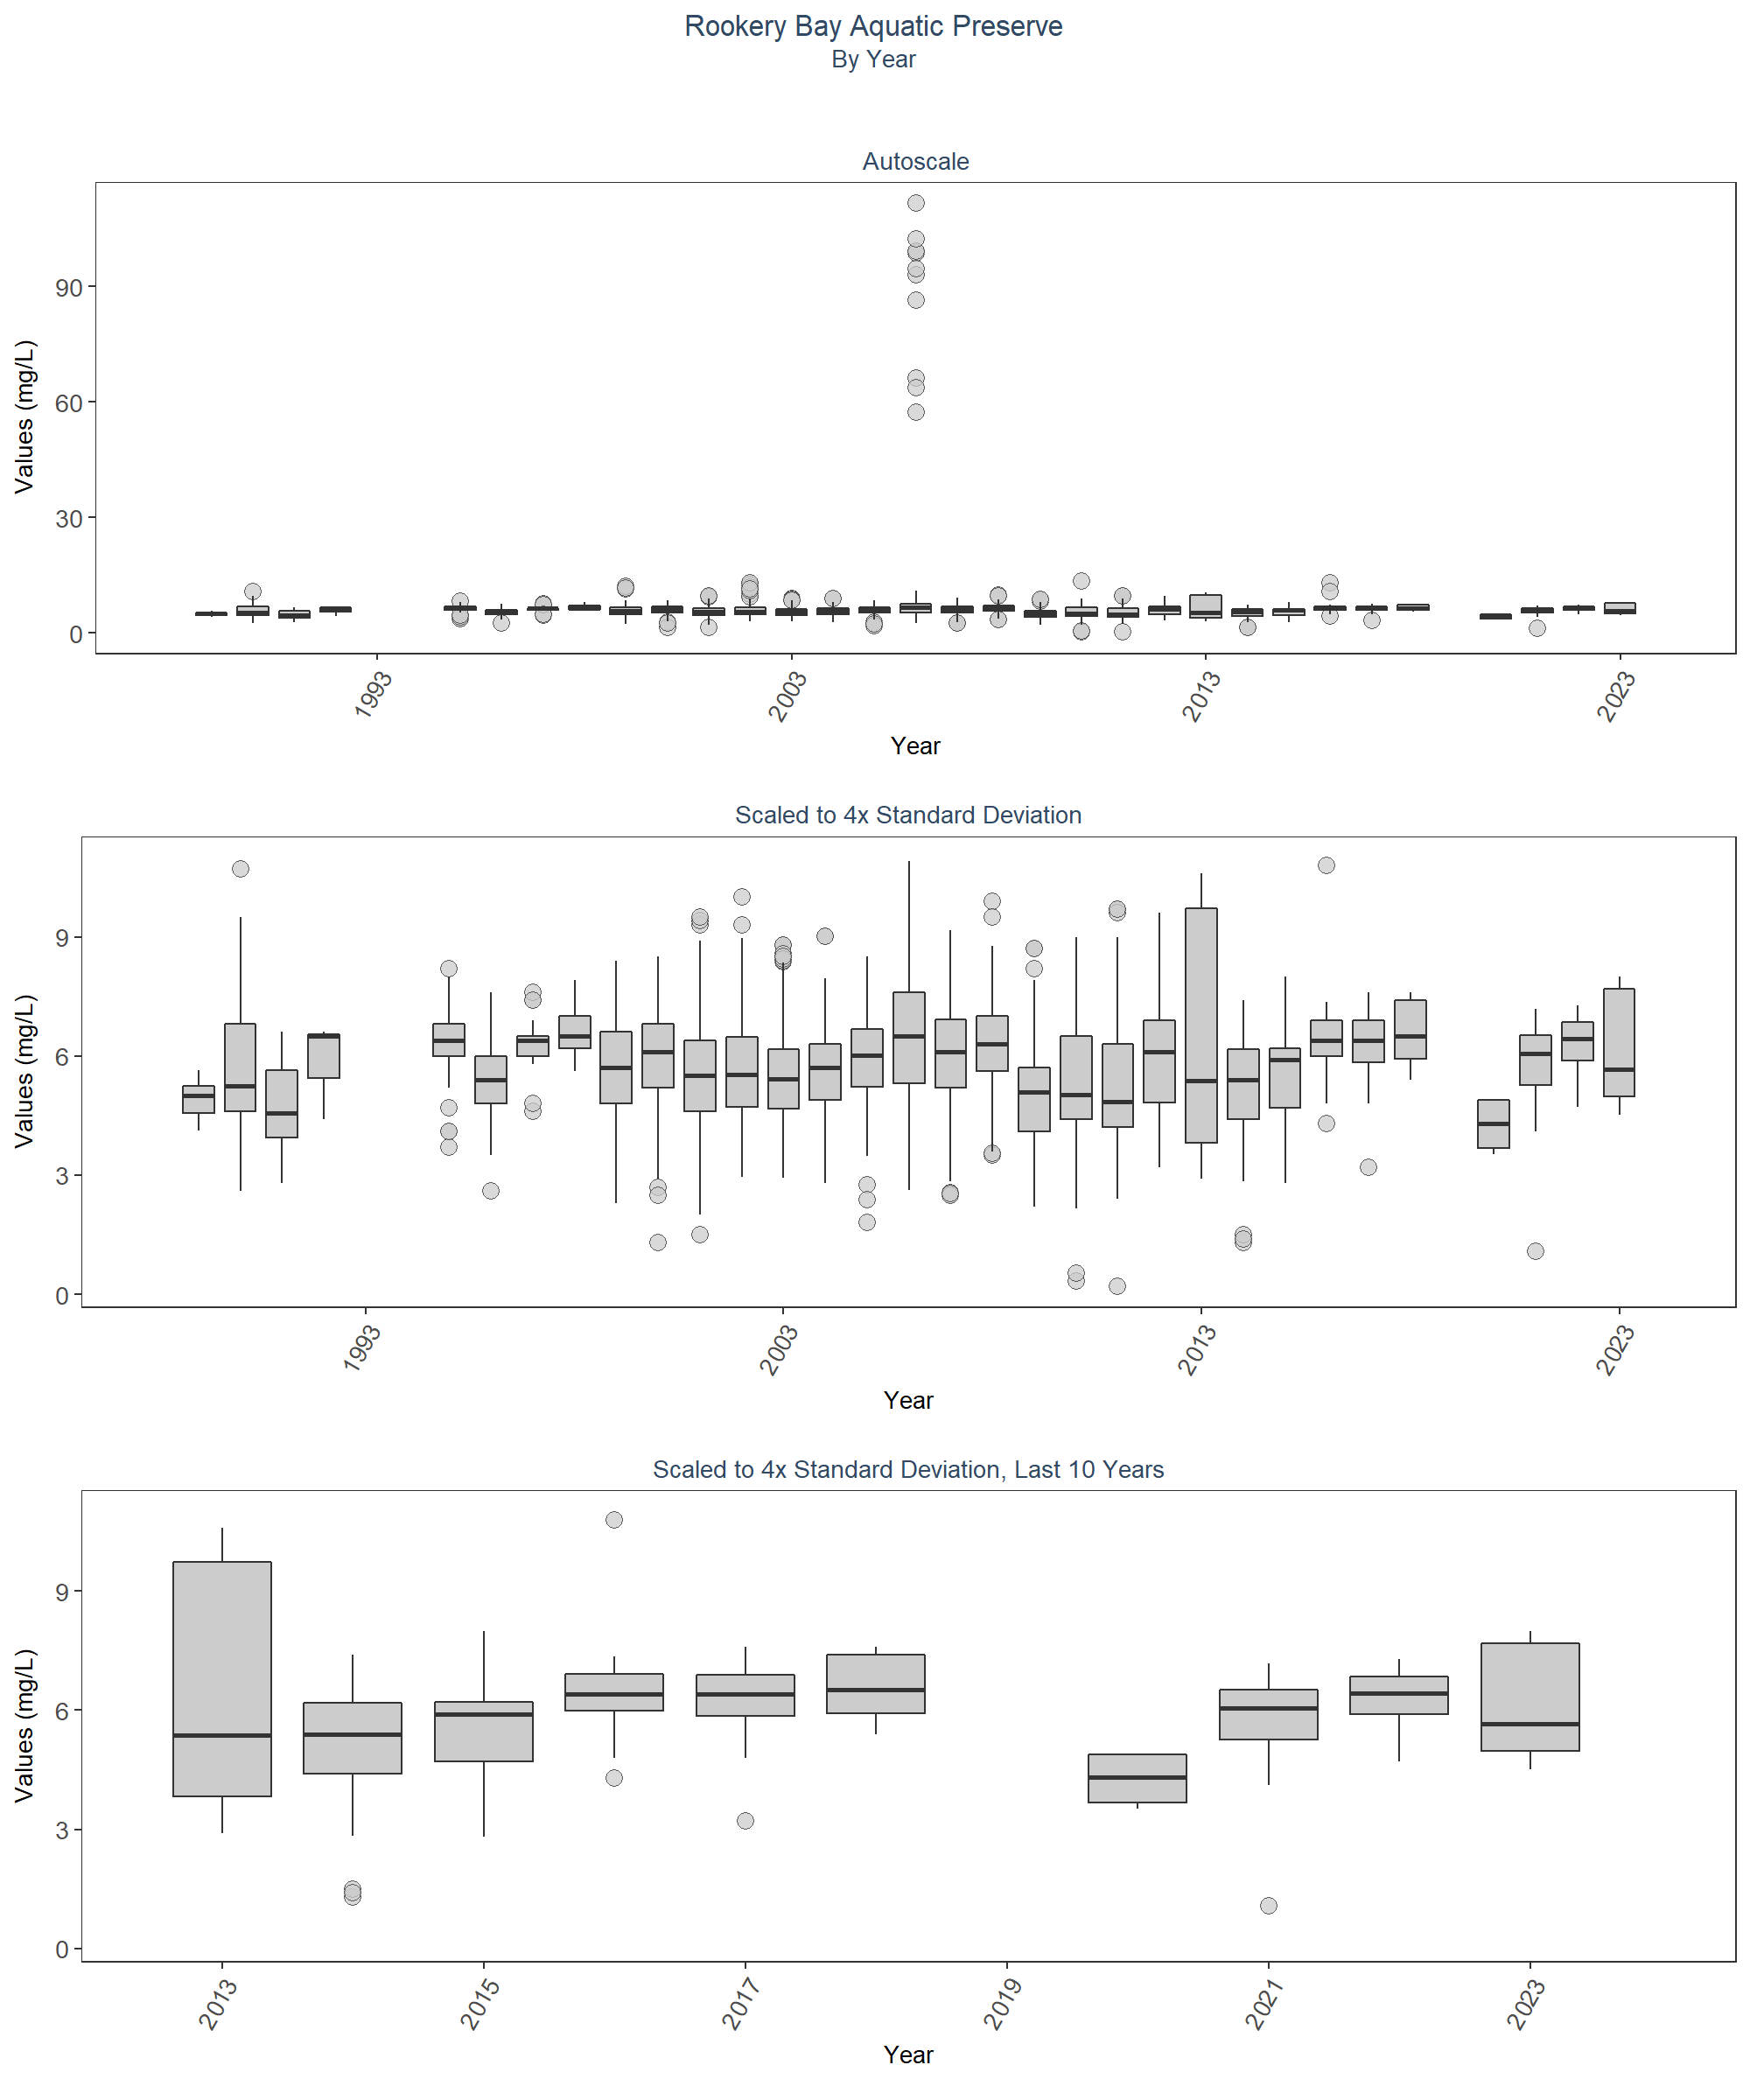 Rookery Bay Aquatic Preserve
By Year
Autoscale
Values (mg/L)
90
60
30
0
1993
2003
2013
2023
Year
Scaled to 4x Standard Deviation
Values (mg/L)
9
6
3
0
1993
2003
2013
2023
Year
Scaled to 4x Standard Deviation, Last 10 Years
Values (mg/L)
9
6
3
0
2013
2015
2017
2019
2021
2023
Year